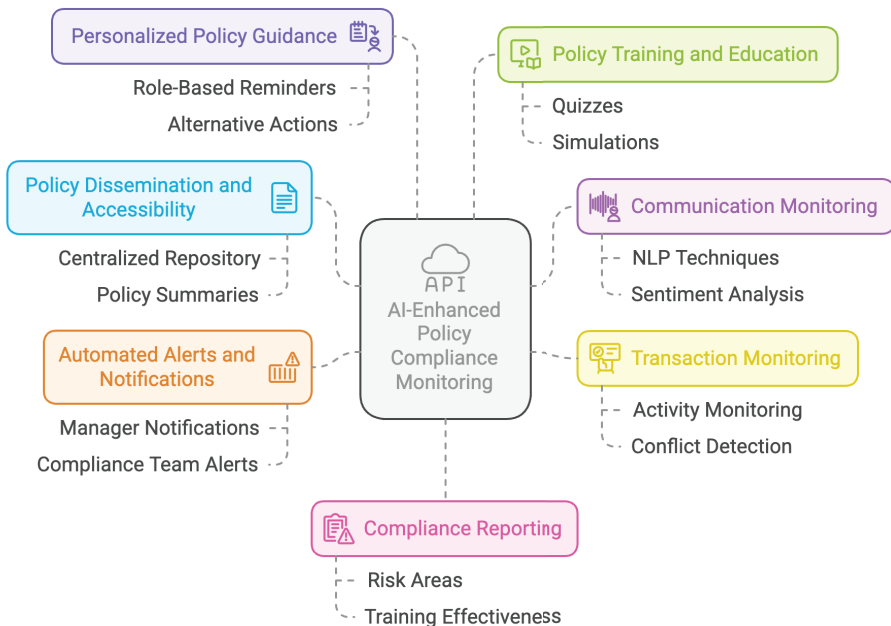 Personalized Policy Guidance
Role-Based Reminders
Alternative Actions
Policy Training and Education
Quizzes
Simulations
Policy Dissemination and
Accessibility
Centralized Repository
Policy Summaries
Communication Monitoring
NLP Techniques
Sentiment Analysis
API
AI-Enhanced
Policy
Compliance
Monitoring
Automated Alerts and
Notifications
Manager Notifications
Compliance Team Alerts
Transaction Monitoring
Activity Monitoring
Conflict Detection
Compliance Reporting
Risk Areas
Training Effectiveness